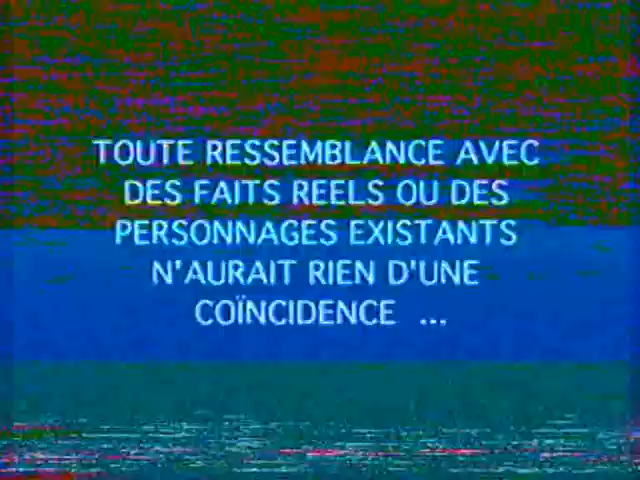 TOUTE RESSEMBLANCE AVEC
DES FAITS REELS OU DES
PERSONNAGES EXISTANTS
N'AURAIT RIEN D'UNE
COÏNCIDENCE ...